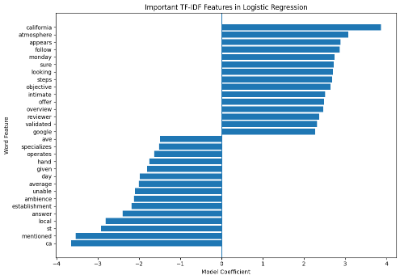 Important TF-IDF Features in Logistic Regression
california
atmosphere
appears
follow
monday
sure
looking
steps
objective
intimate
offer
overview
reviewer
validated
google
ave
specializes
operates
hand
given
day
average
unable
ambience
establishment
answer
local
st
mentioned
ca
Word Feature
−4 −3 −2 −1 0 1 2 3 4
Model Coefficient